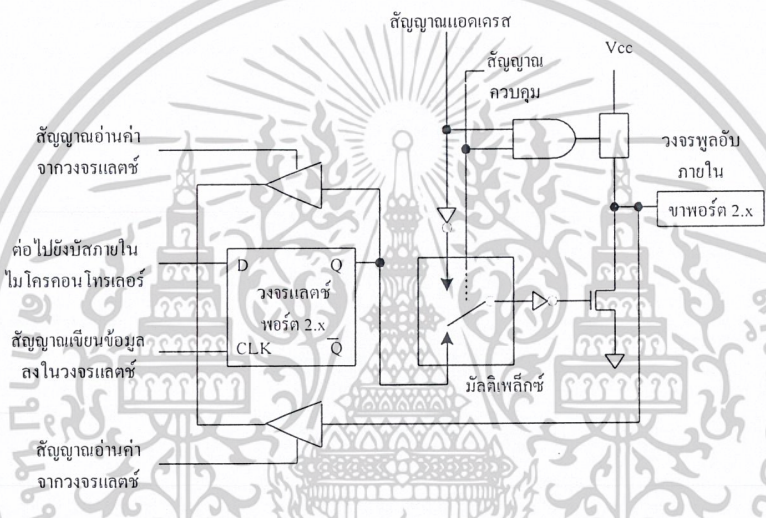 สัญญาณแอดเดรส
สัญญาณ
ควบคุม
Vcc
สัญญาณอ่านค่า
จากวงจรแลตช์
วงจรพูลอับ
ภายใน
ขาพอร์ต 2.x
ต่อไปยังบัสภายใน
ไมโครคอนโทรเลอร์
D
Q
วงจรแลตช์
พอร์ต 2.x
CLK
Q̅
สัญญาณเขียนข้อมูล
ลงในวงจรแลตช์
มัลติเพล็กซ์
สัญญาณอ่านค่า
จากวงจรแลตช์